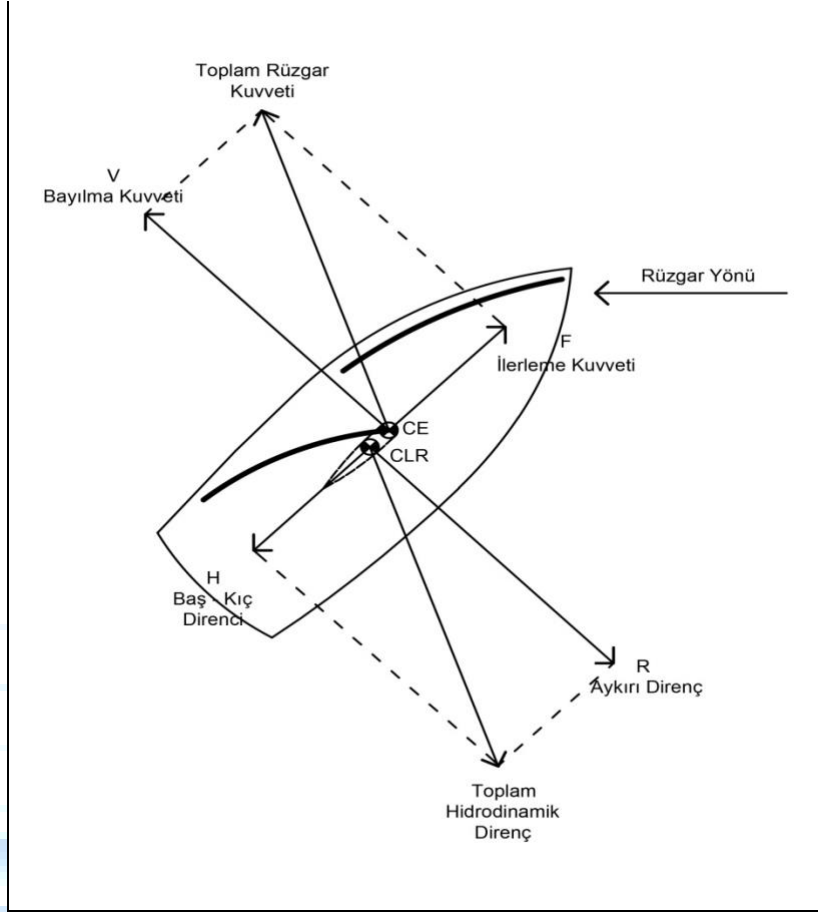 Toplam Rüzgar
Kuvveti
V
Bayılma Kuvveti
Rüzgar Yönü
F
İlerleme Kuvveti
CE
CLR
H
Baş - Kıç
Direnci
R
Aykırı Direnç
Toplam
Hidrodinamik
Direnç